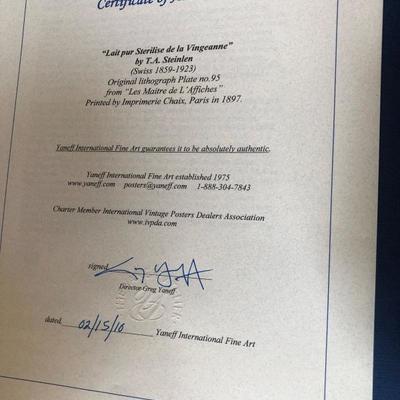 Certificate of
"Lait pur Sterilise de la Vingeanne"
by T.A. Steinlen
(Swiss 1859-1923)
Original lithograph Plate no.95
from "Les Maitre de L'Affiches"
Printed by Imprimerie Chaix, Paris in 1897.
Yaneff International Fine Art guarantees it to be absolutely authentic.
Yaneff International Fine Art established 1975
www.yaneff.com posters@yaneff.com 1-888-304-7843
Charter Member International Vintage Posters Dealers Association
www.ivpda.com
signed
Director Greg Yaneff
dated 02/15/10 Yaneff International Fine Art